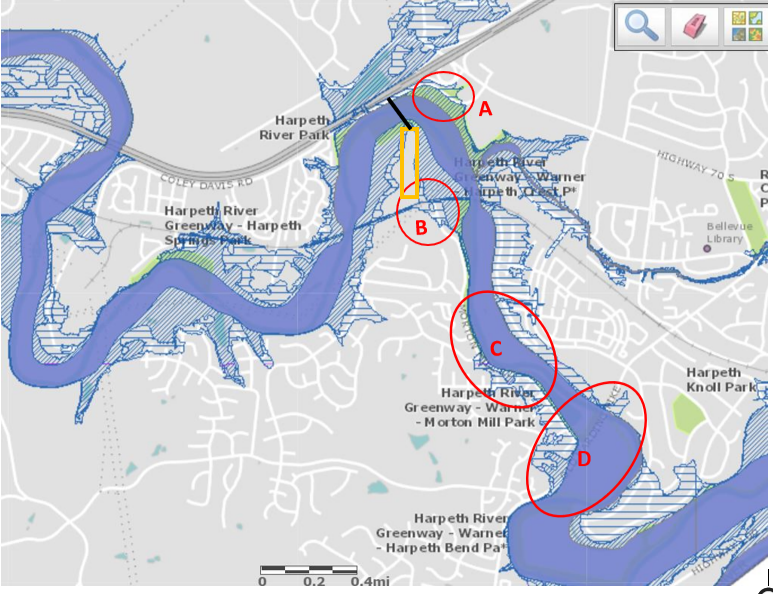 A
Harpeth
River Park
HIGHWAY 70 S
Harpeth River
Greenway - Warner
- Harpeth Crest P*
COLEY DAVIS RD
Harpeth River
Greenway - Harpeth
Springs Park
B
Bellevue
Library
C
Harpeth
Knoll Park
Harpeth River
Greenway - Warner
- Morton Mill Park
D
Harpeth River
Greenway - Warner
- Harpeth Bend Pa*
0 0.2 0.4mi